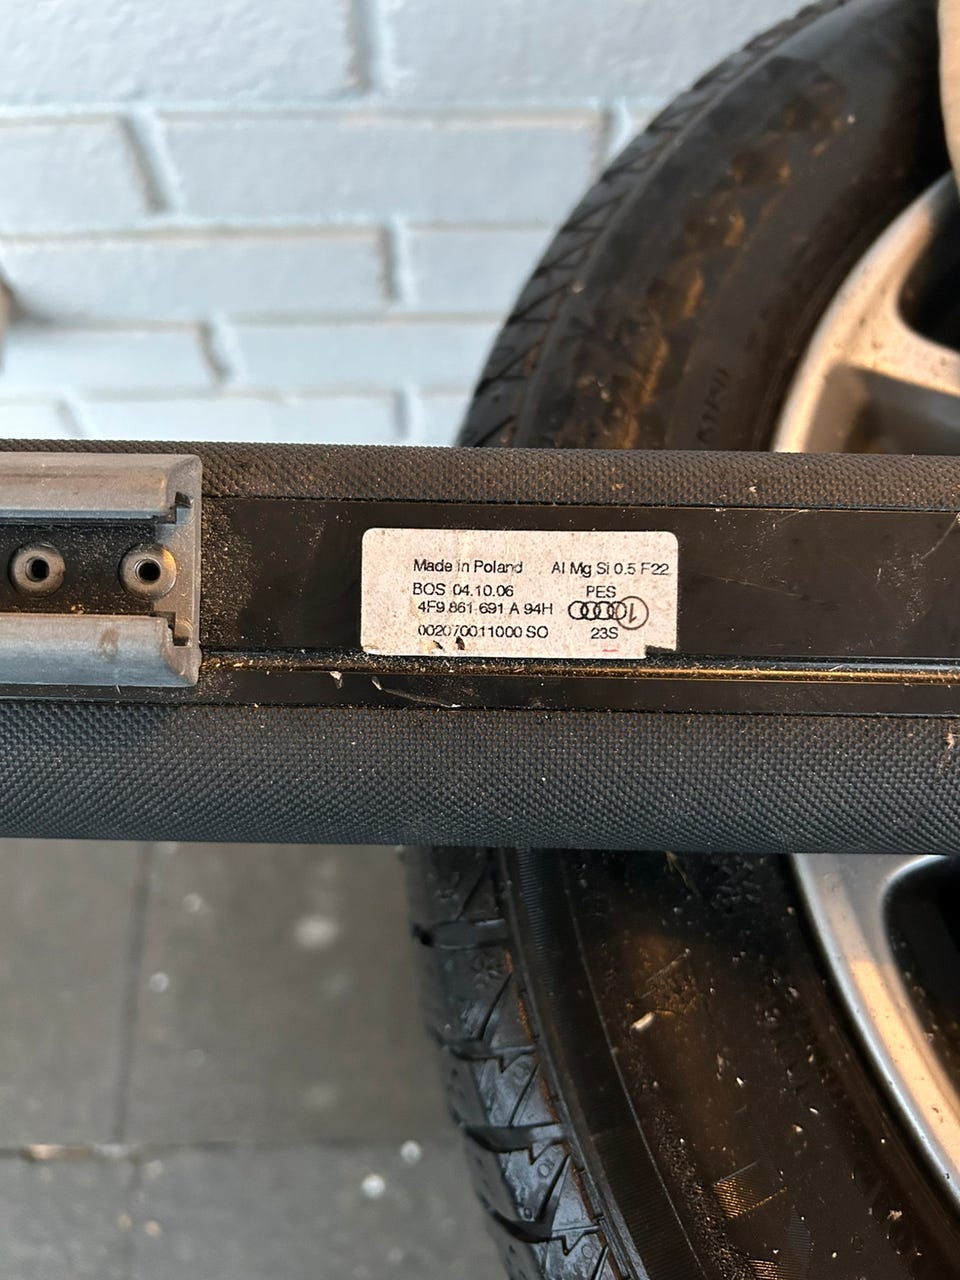 Made in Poland Al Mg Si 0.5 F22
BOS 04.10.06 PES
4F9 861 691 A 94H
002070011000 SO 23S